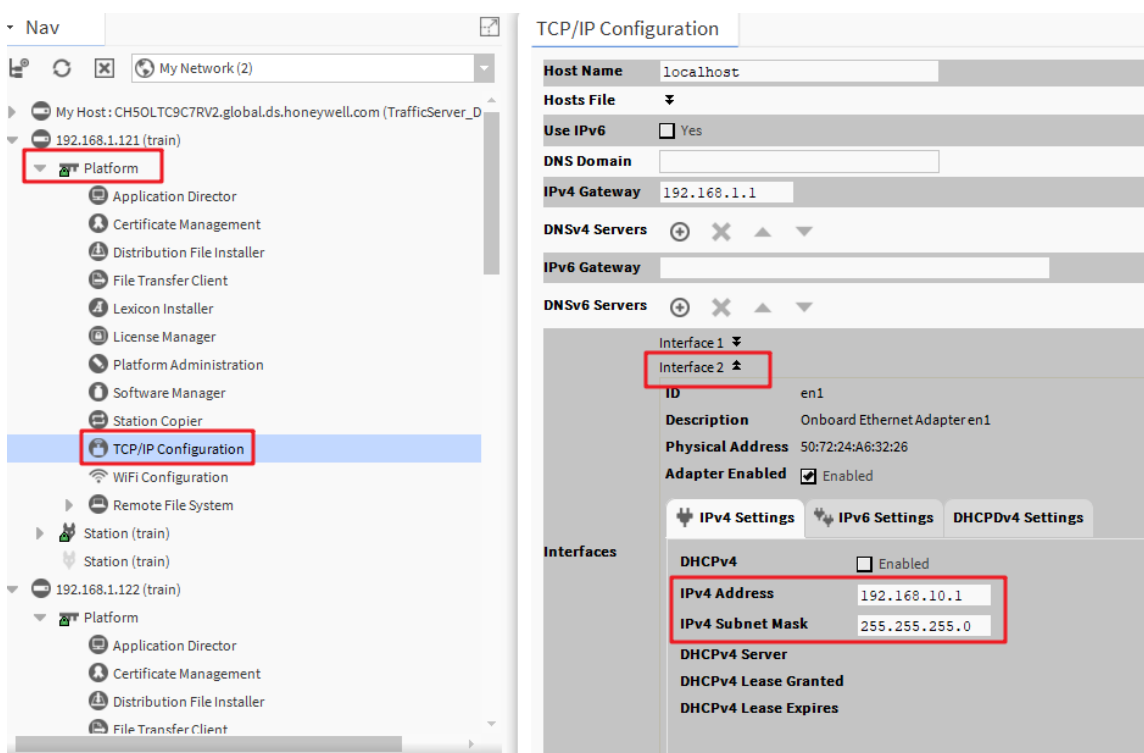 Nav
My Network (2)
My Host : CH5OLTC9C7RV2.global.ds.honeywell.com (TrafficServer_D
192.168.1.121 (train)
Platform
Application Director
Certificate Management
Distribution File Installer
File Transfer Client
Lexicon Installer
License Manager
Platform Administration
Software Manager
Station Copier
TCP/IP Configuration
WiFi Configuration
Remote File System
Station (train)
Station (train)
192.168.1.122 (train)
Platform
Application Director
Certificate Management
Distribution File Installer
File Transfer Client
TCP/IP Configuration
Host Name localhost
Hosts File
Use IPv6 Yes
DNS Domain
IPv4 Gateway 192.168.1.1
DNSv4 Servers
IPv6 Gateway
DNSv6 Servers
Interfaces
Interface 1
Interface 2
ID en1
Description Onboard Ethernet Adapter en1
Physical Address 50:72:24:A6:32:26
Adapter Enabled Enabled
IPv4 Settings IPv6 Settings DHCPDv4 Settings
DHCPv4 Enabled
IPv4 Address 192.168.10.1
IPv4 Subnet Mask 255.255.255.0
DHCPv4 Server
DHCPv4 Lease Granted
DHCPv4 Lease Expires